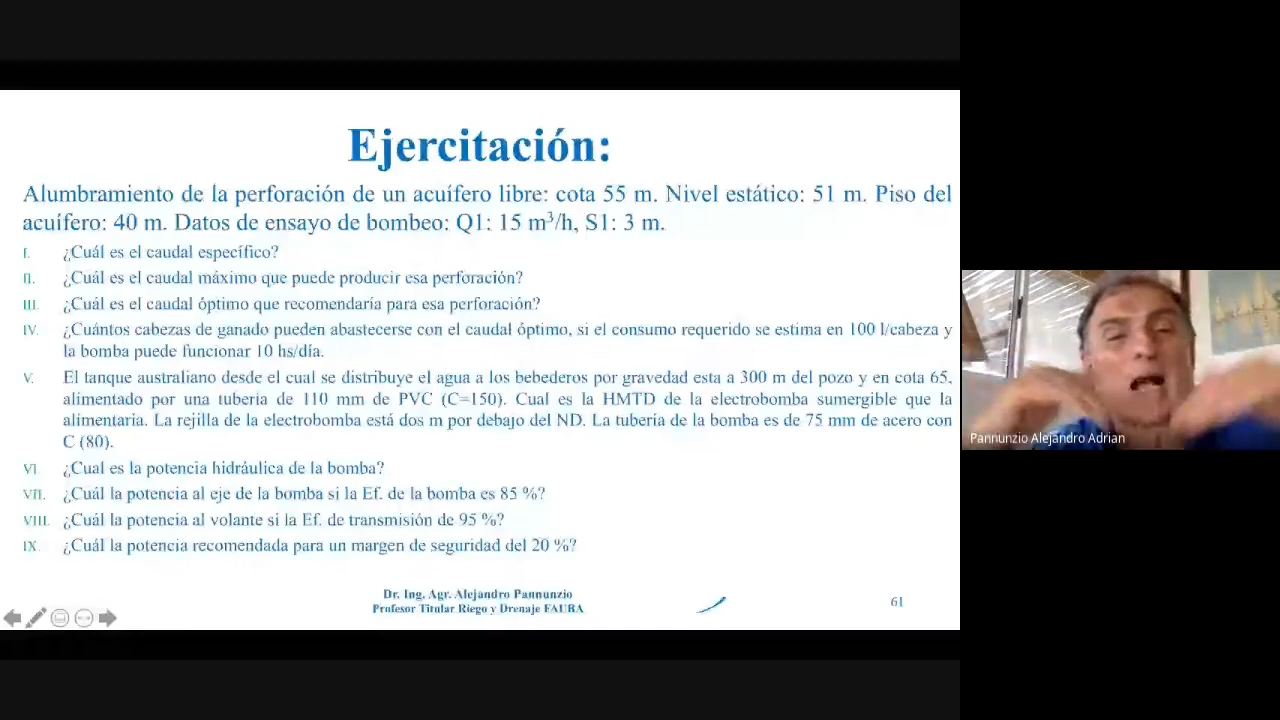 Ejercitación:
Alumbramiento de la perforación de un acuífero libre: cota 55 m. Nivel estático: 51 m. Piso del
acuífero: 40 m. Datos de ensayo de bombeo: Q1: 15 m³/h, S1: 3 m.
I. ¿Cuál es el caudal específico?
II. ¿Cuál es el caudal máximo que puede producir esa perforación?
III. ¿Cuál es el caudal óptimo que recomendaría para esa perforación?
IV. ¿Cuántos cabezas de ganado pueden abastecerse con el caudal óptimo, si el consumo requerido se estima en 100 l/cabeza y
la bomba puede funcionar 10 hs/día.
V. El tanque australiano desde el cual se distribuye el agua a los bebederos por gravedad esta a 300 m del pozo y en cota 65,
alimentado por una tubería de 110 mm de PVC (C=150). Cual es la HMTD de la electrobomba sumergible que la
alimentaría. La rejilla de la electrobomba está dos m por debajo del ND. La tubería de la bomba es de 75 mm de acero con
C (80).
VI. ¿Cual es la potencia hidráulica de la bomba?
VII. ¿Cuál la potencia al eje de la bomba si la Ef. de la bomba es 85 %?
VIII. ¿Cuál la potencia al volante si la Ef. de transmisión de 95 %?
IX. ¿Cuál la potencia recomendada para un margen de seguridad del 20 %?
Dr. Ing. Agr. Alejandro Pannunzio
Profesor Titular Riego y Drenaje FAUBA
61
Pannunzio Alejandro Adrian